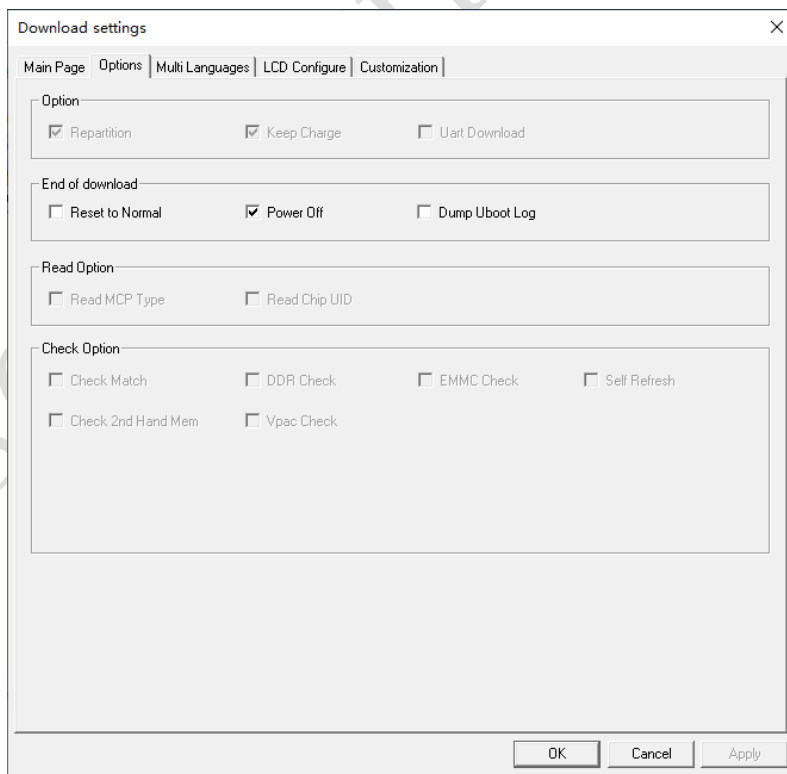 Download settings
Main Page Options Multi Languages LCD Configure Customization
Option
Repartition Keep Charge Uart Download
End of download
Reset to Normal Power Off Dump Uboot Log
Read Option
Read MCP Type Read Chip UID
Check Option
Check Match DDR Check EMMC Check Self Refresh
Check 2nd Hand Mem Vpac Check
OK Cancel Apply